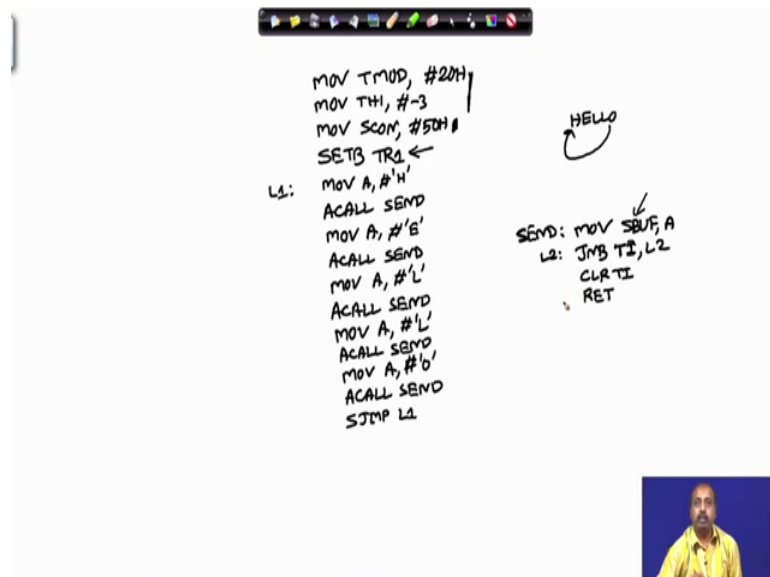 MOV TMOD, #20H
MOV TH1, #-3
MOV SCON, #50H
SETB TR1 ←
L1: MOV A, #'H'
ACALL SEND
MOV A, #'E'
ACALL SEND
MOV A, #'L'
ACALL SEND
MOV A, #'L'
ACALL SEND
MOV A, #'O'
ACALL SEND
SJMP L1
HELLO
SEND: MOV SBUF, A
L2: JNB TI, L2
CLR TI
RET